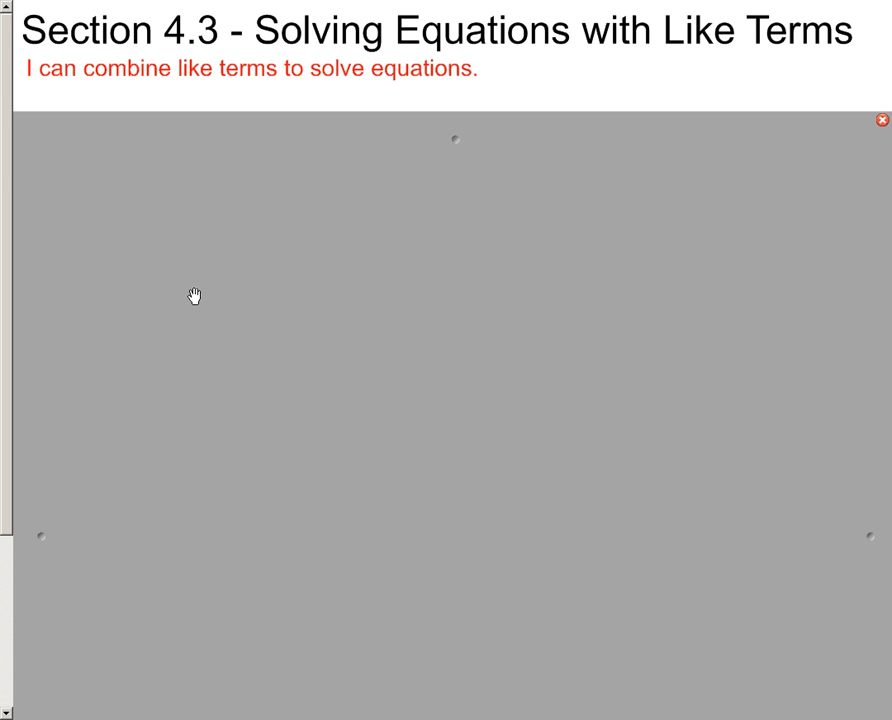 Section 4.3 - Solving Equations with Like Terms
I can combine like terms to solve equations.